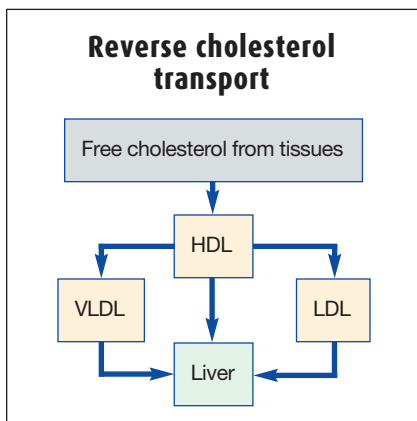 Reverse cholesterol
transport
Free cholesterol from tissues
HDL
VLDL
LDL
Liver